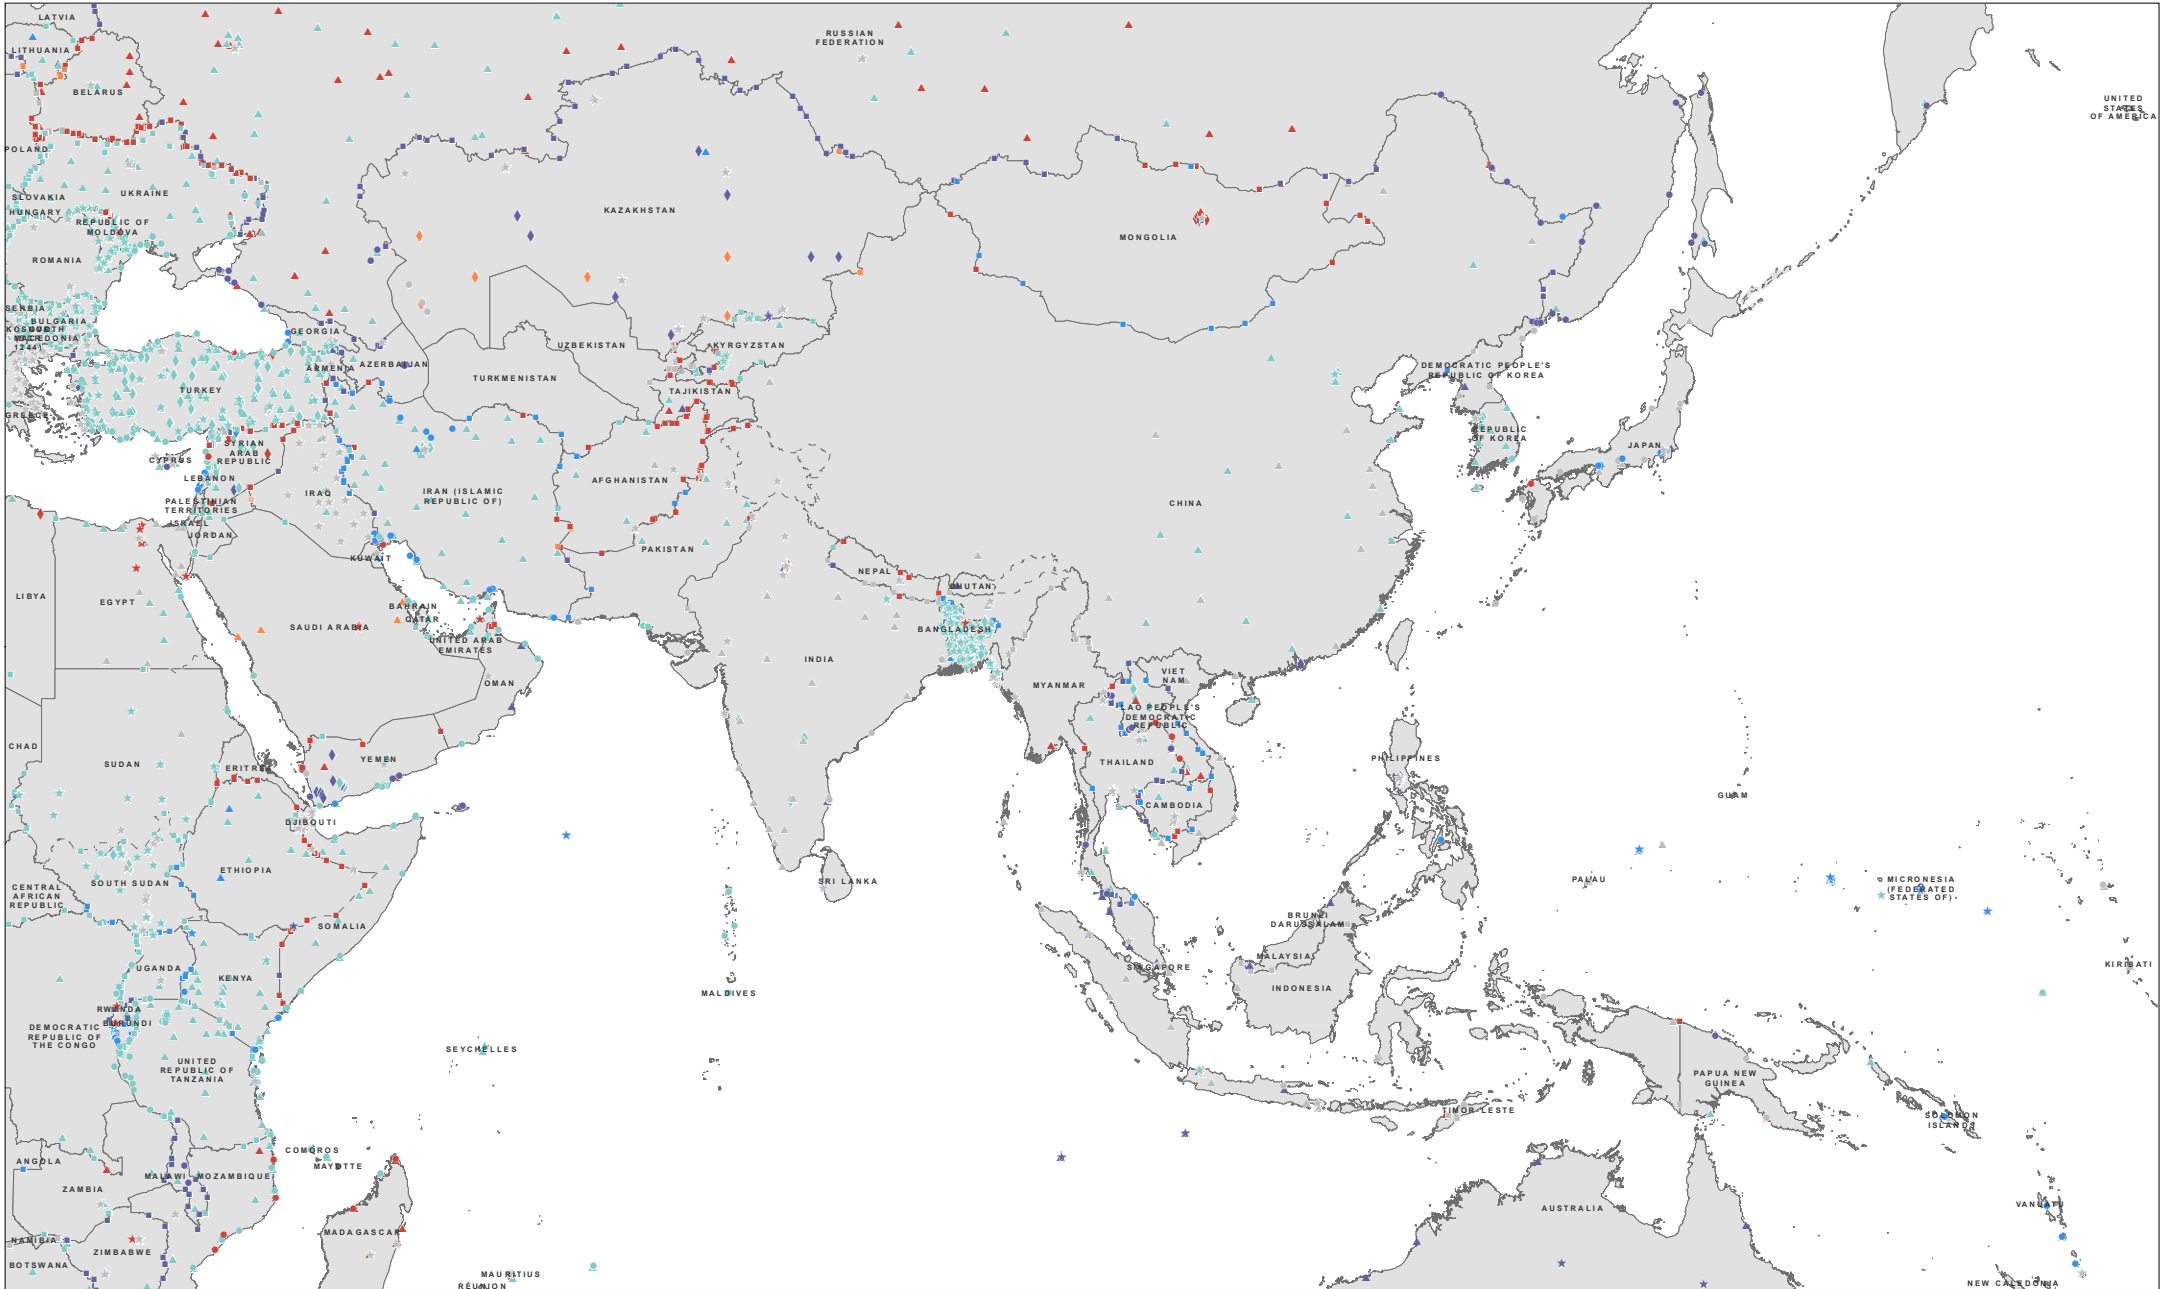 LATVIA
LITHUANIA
BELARUS
POLAND
UKRAINE
SLOVAKIA
HUNGARY
REPUBLIC OF
MOLDOVA
ROMANIA
SERBIA
BULGARIA
TURKEY
GREECE
CYPRUS
SYRIAN
ARAB
REPUBLIC
LEBANON
PALESTINIAN
TERRITORIES
ISRAEL
JORDAN
IRAQ
KUWAIT
GEORGIA
ARMENIA
AZERBAIJAN
RUSSIAN
FEDERATION
KAZAKHSTAN
UZBEKISTAN
TURKMENISTAN
KYRGYZSTAN
TAJIKISTAN
AFGHANISTAN
IRAN (ISLAMIC
REPUBLIC OF)
PAKISTAN
MONGOLIA
CHINA
DEMOCRATIC PEOPLE'S
REPUBLIC OF KOREA
REPUBLIC
OF KOREA
JAPAN
UNITED
STATES
OF AMERICA
LIBYA
EGYPT
SAUDI ARABIA
BAHRAIN
QATAR
UNITED ARAB
EMIRATES
OMAN
YEMEN
NEPAL
BHUTAN
BANGLADESH
INDIA
MYANMAR
VIET
NAM
LAO PEOPLE'S
DEMOCRATIC
REPUBLIC
THAILAND
CAMBODIA
PHILIPPINES
GUAM
CHAD
SUDAN
ERITREA
DJIBOUTI
ETHIOPIA
SOUTH SUDAN
CENTRAL
AFRICAN
REPUBLIC
SOMALIA
UGANDA
KENYA
RWANDA
BURUNDI
DEMOCRATIC
REPUBLIC OF
THE CONGO
UNITED
REPUBLIC OF
TANZANIA
SRI LANKA
MALDIVES
SEYCHELLES
BRUNEI
DARUSSALAM
MALAYSIA
SINGAPORE
INDONESIA
PALAU
MICRONESIA
(FEDERATED
STATES OF)
KIRIBATI
PAPUA NEW
GUINEA
TIMOR-LESTE
SOLOMON
ISLANDS
ANGOLA
ZAMBIA
MALAWI
MOZAMBIQUE
COMOROS
MAYOTTE
MADAGASCAR
NAMIBIA
ZIMBABWE
BOTSWANA
MAURITIUS
RÉUNION
AUSTRALIA
VANUATU
NEW CALEDONIA